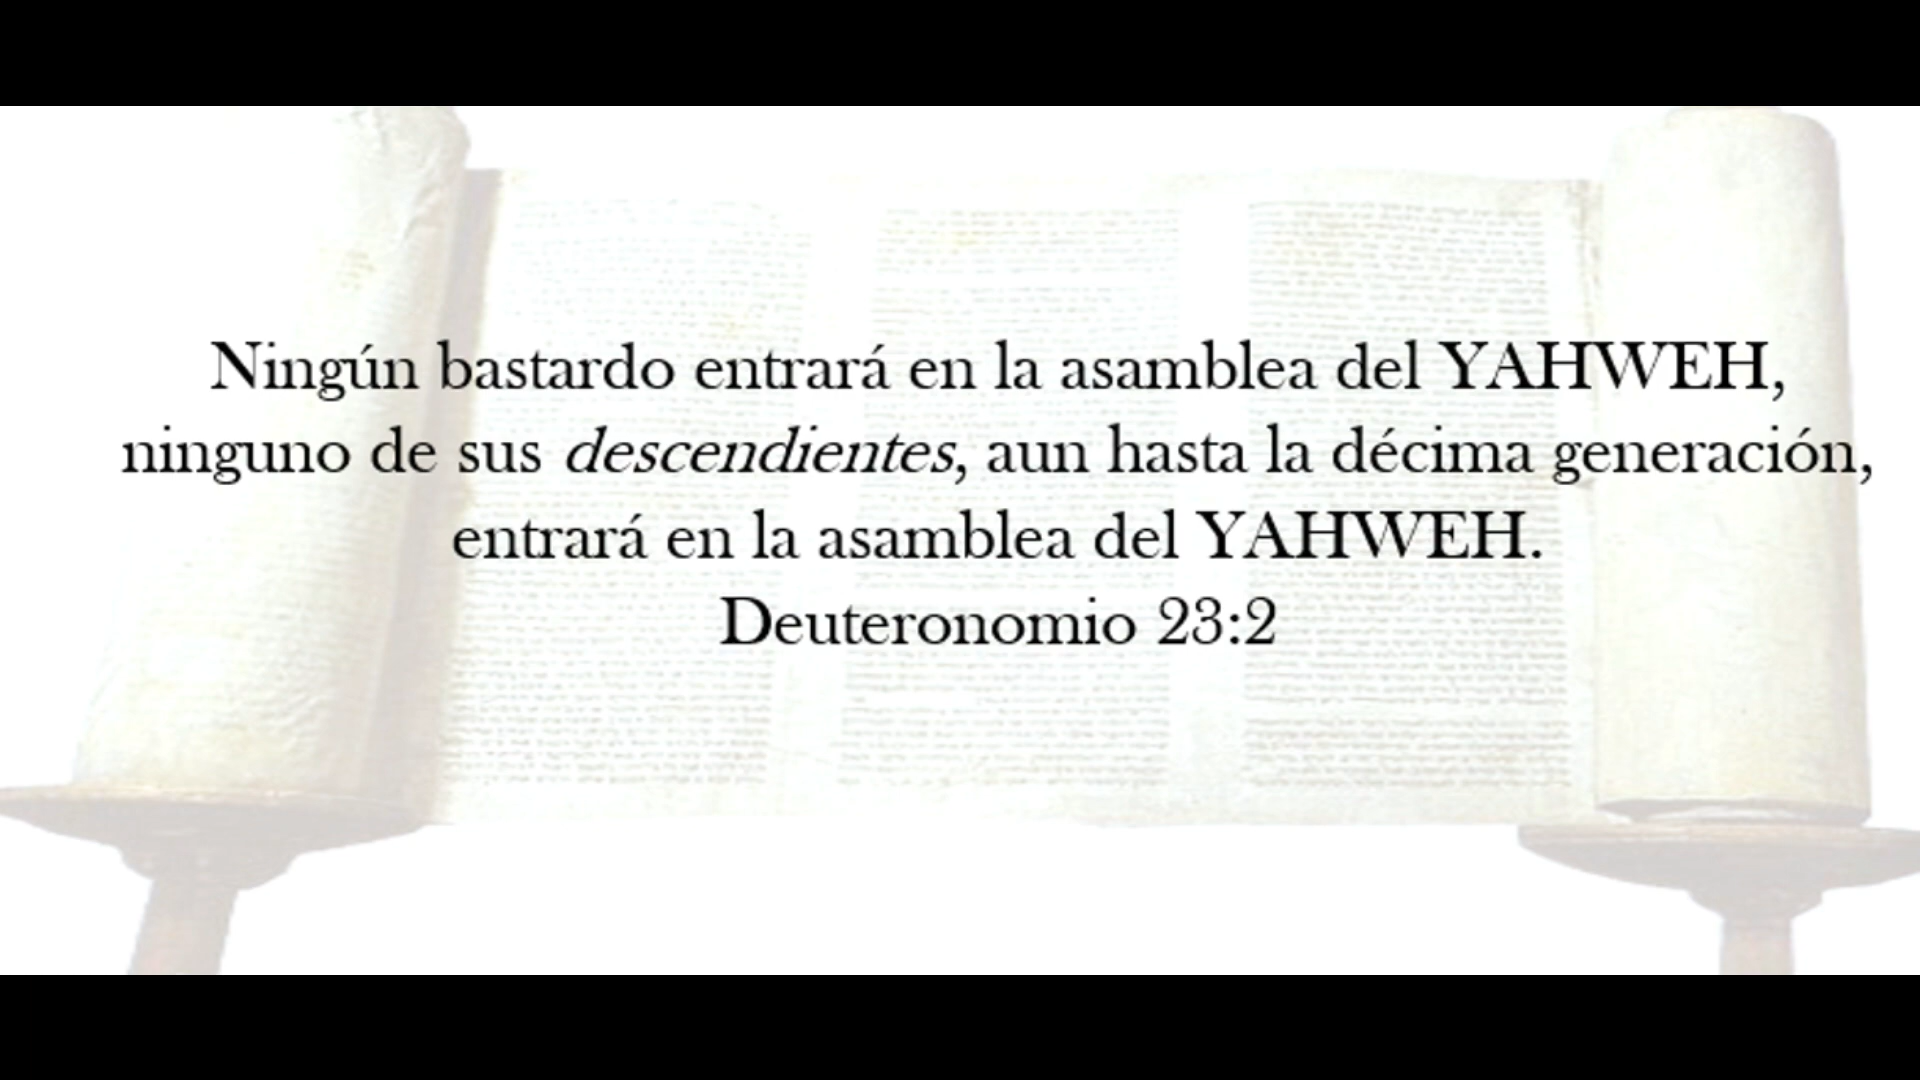 Ningún bastardo entrará en la asamblea del YAHWEH,
ninguno de sus descendientes, aun hasta la décima generación,
entrará en la asamblea del YAHWEH.
Deuteronomio 23:2